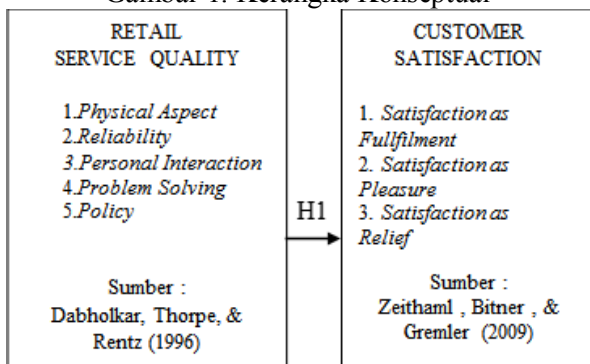 Gambar 1. Kerangka Konseptual
RETAIL
SERVICE QUALITY
1.Physical Aspect
2.Reliability
3.Personal Interaction
4.Problem Solving
5.Policy
Sumber :
Dabholkar, Thorpe, &
Rentz (1996)
H1
CUSTOMER
SATISFACTION
1. Satisfaction as
Fullfilment
2. Satisfaction as
Pleasure
3. Satisfaction as
Relief
Sumber :
Zeithaml , Bitner , &
Gremler (2009)